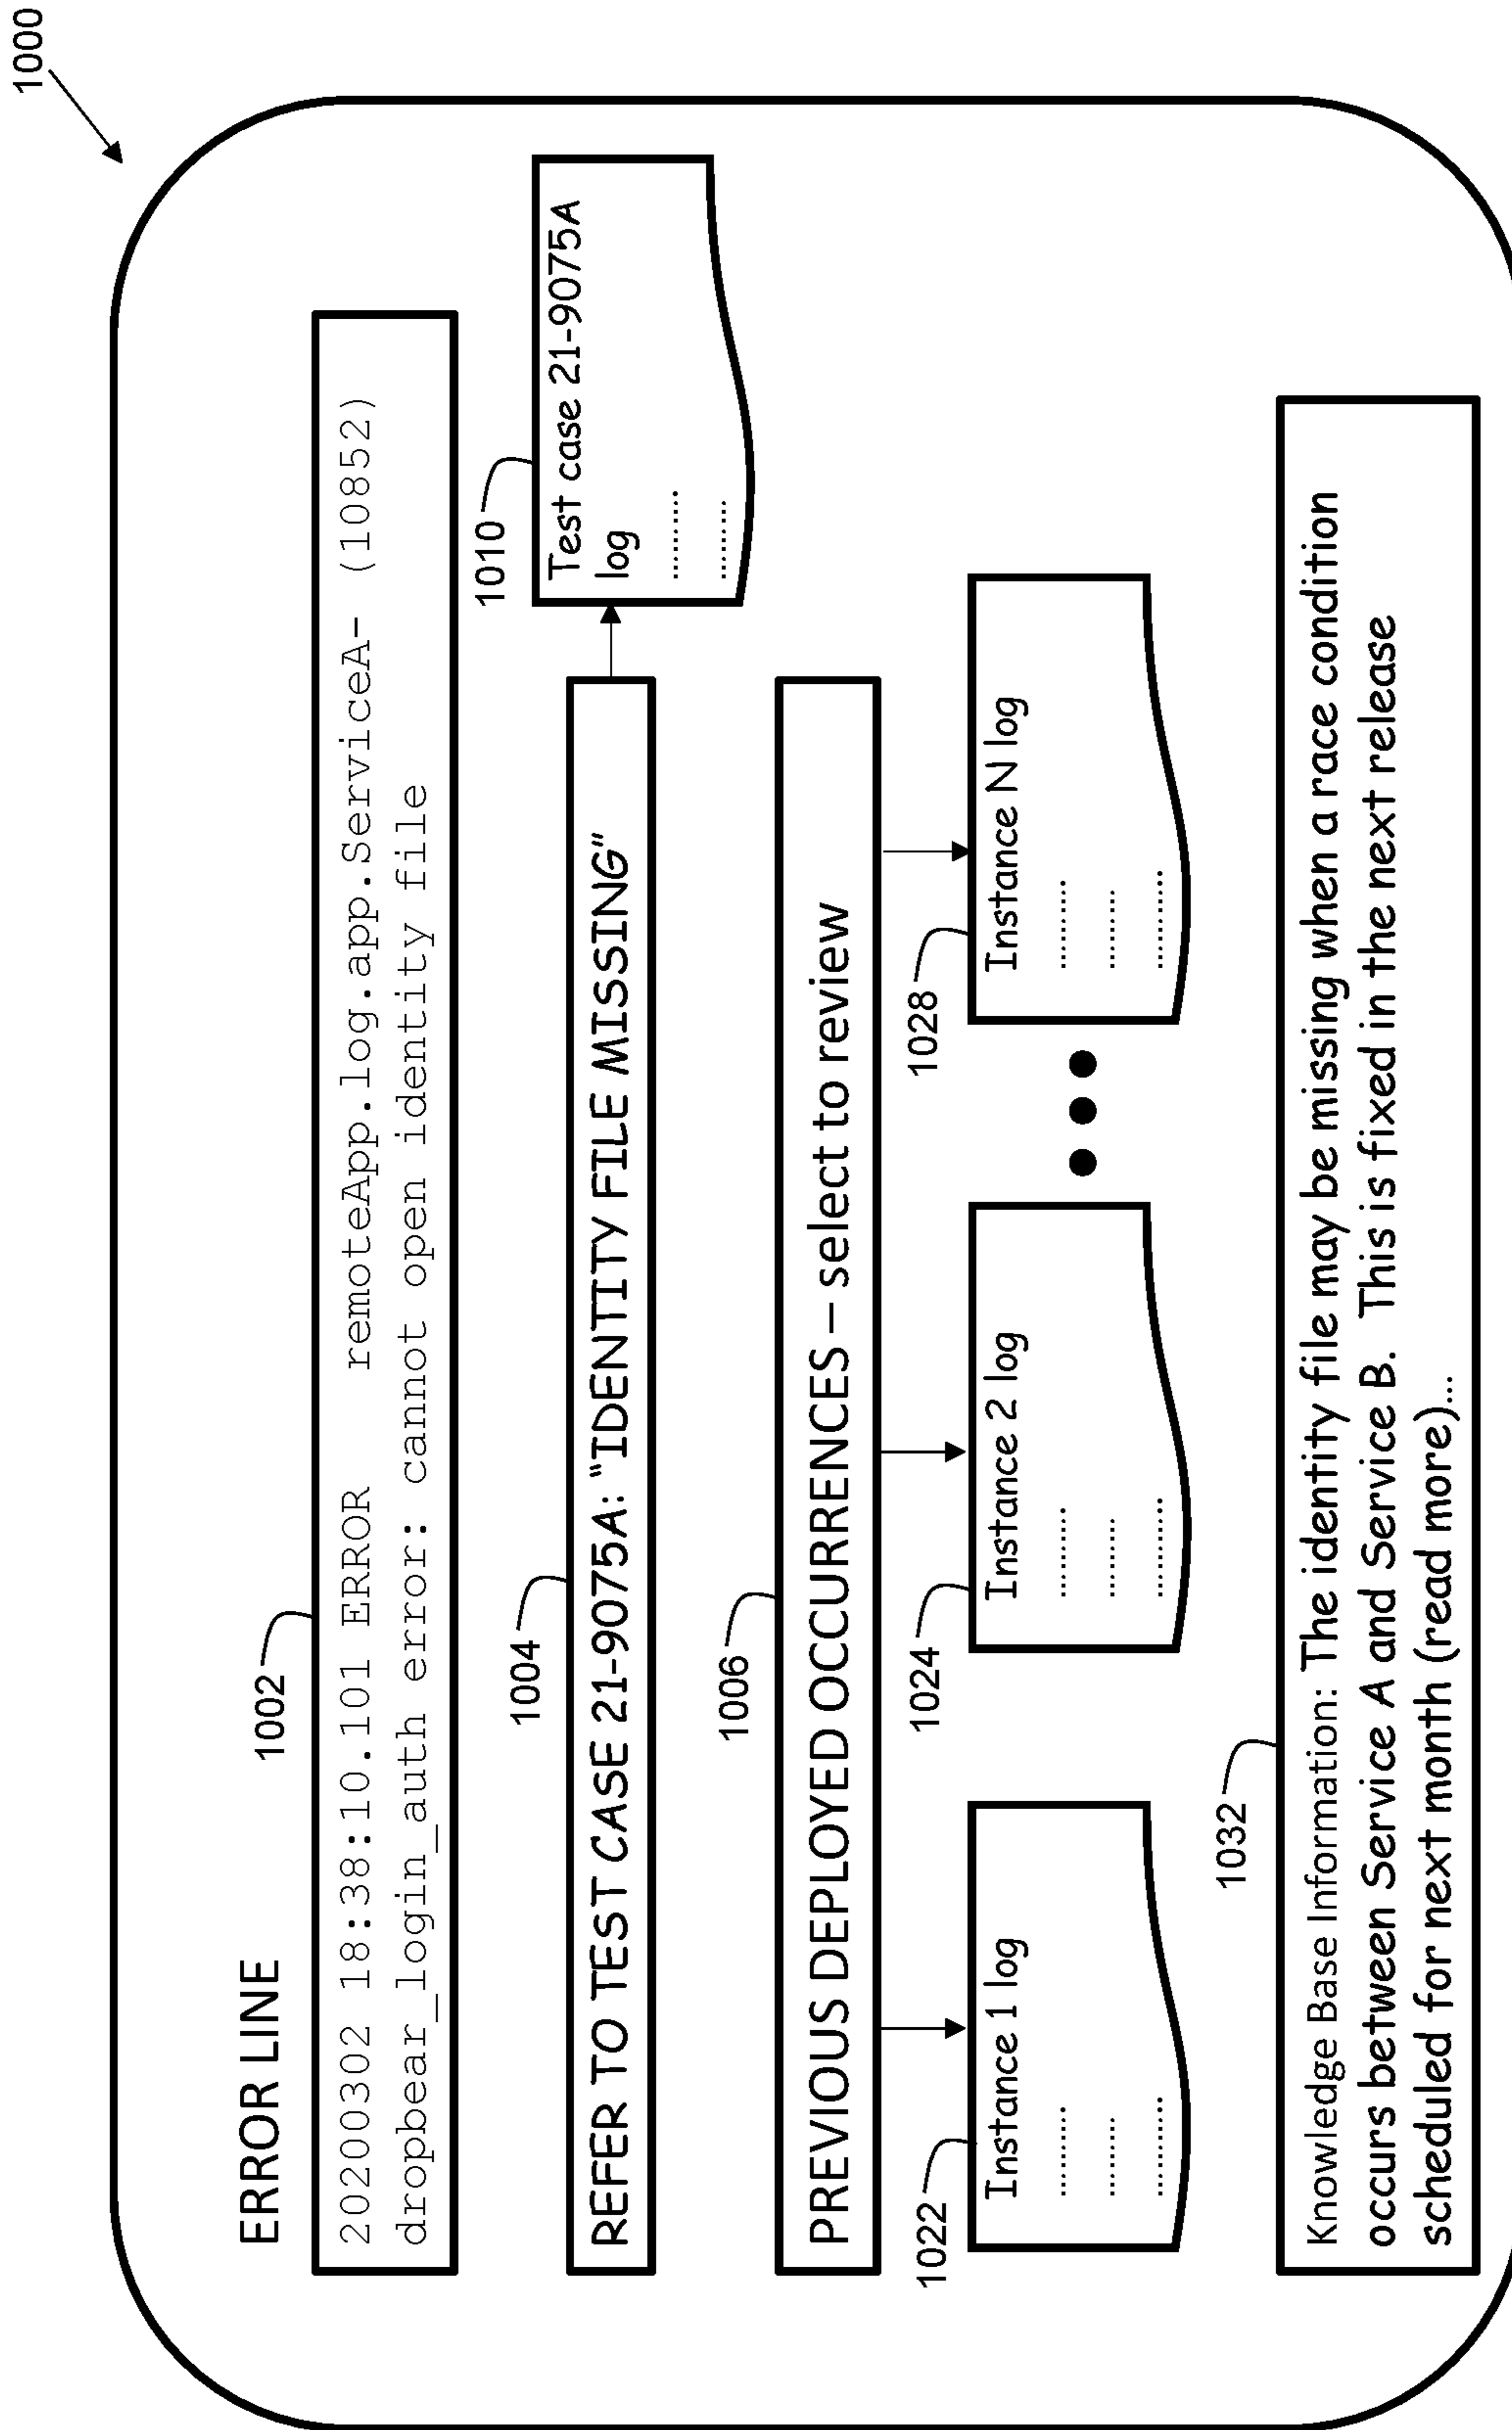 1000
ERROR LINE
1002
20200302 18:38:10.101 ERROR remoteApp.log.app.ServiceA- (10852)
dropbear_login_auth error: cannot open identity file
1004
REFER TO TEST CASE 21-9075A: "IDENTITY FILE MISSING"
1010
Test case 21-9075A
log
..........
.........
1006
PREVIOUS DEPLOYED OCCURRENCES – select to review
1022
Instance 1 log
..........
.........
...........
1024
Instance 2 log
..........
.........
...........
1028
Instance N log
..........
.........
...........
1032
Knowledge Base Information: The identity file may be missing when a race condition
occurs between Service A and Service B. This is fixed in the next release
scheduled for next month (read more)...